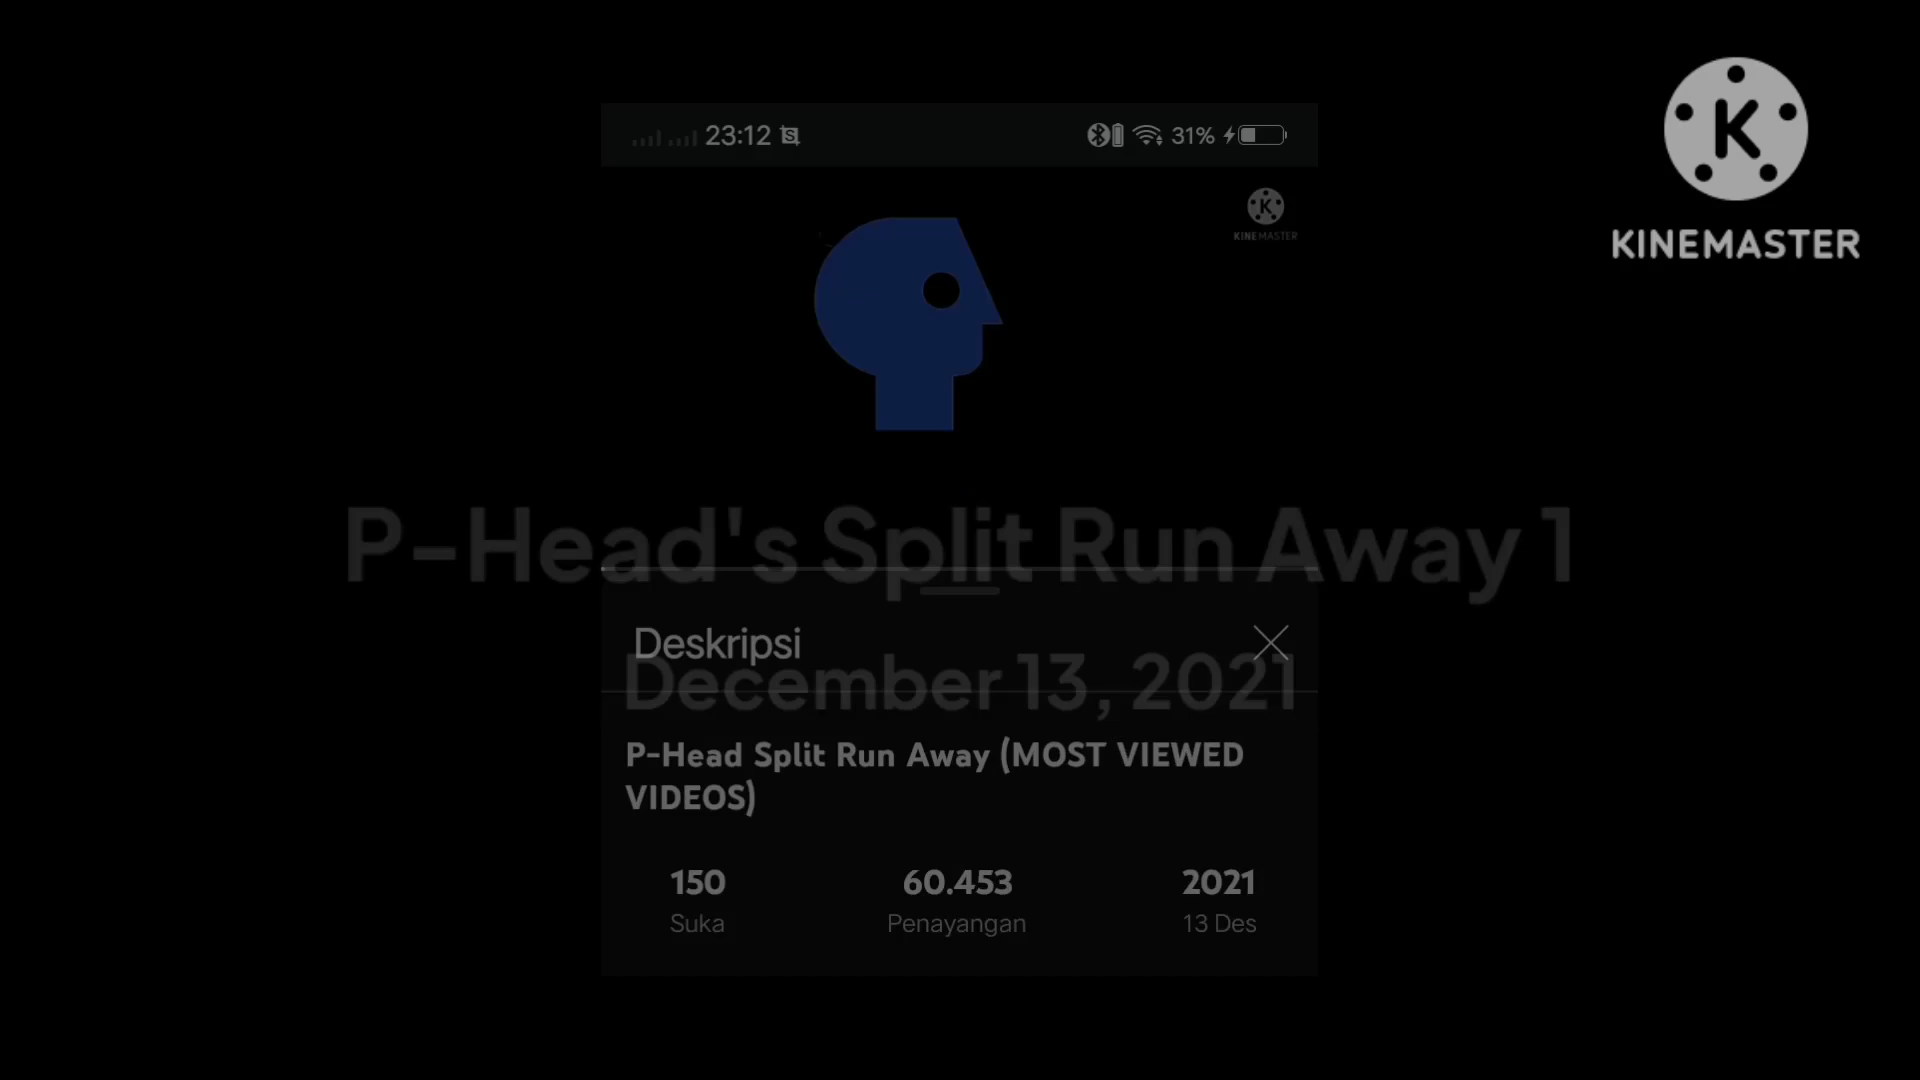 KINEMASTER
23:12
31%
KINEMASTER
P-Head's Split Run Away 1
Deskripsi
December 13, 2021
P-Head Split Run Away (MOST VIEWED
VIDEOS)
150 60.453 2021
Suka Penayangan 13 Des